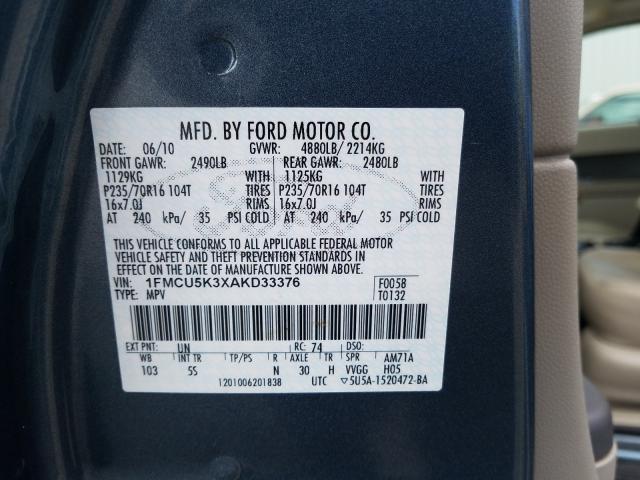 MFD. BY FORD MOTOR CO.
DATE: 06/10 GVWR: 4880LB/ 2214KG
FRONT GAWR: 2490LB REAR GAWR: 2480LB
1129KG WITH 1125KG WITH
P235/70R16 104T TIRES P235/70R16 104T TIRES
16x7.0J RIMS 16x7.0J RIMS
AT 240 kPa/ 35 PSI COLD AT 240 kPa/ 35 PSI COLD
THIS VEHICLE CONFORMS TO ALL APPLICABLE FEDERAL MOTOR
VEHICLE SAFETY AND THEFT PREVENTION STANDARDS IN
EFFECT ON THE DATE OF MANUFACTURE SHOWN ABOVE.
VIN: 1FMCU5K3XAKD33376 F0058
TYPE: MPV T0132
EXT PNT: UN RC: 74
WB INT TR TP/PS R AXLE TR SPR AM71A
103 5S N 30 H VVGG H05
1201006201838 UTC ▽5U5A-1520472-BA